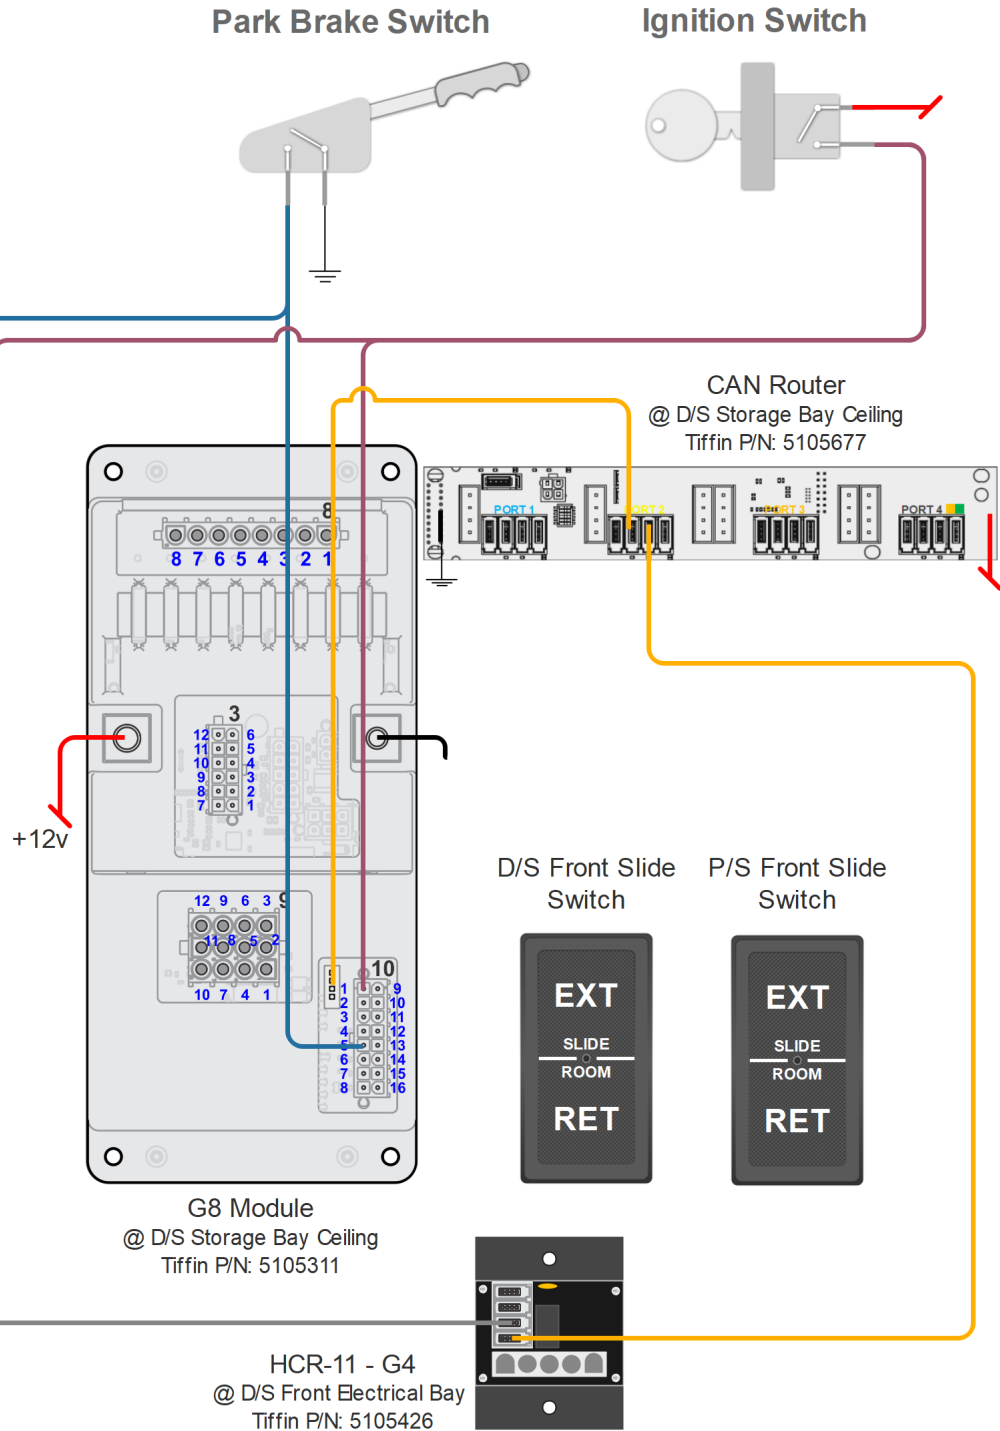 Park Brake Switch
Ignition Switch
CAN Router
@ D/S Storage Bay Ceiling
Tiffin P/N: 5105677
PORT 1
PORT 2
PORT 3
PORT 4
8
8 7 6 5 4 3 2 1
3
12 6
11 5
10 4
9 3
8 2
7 1
+12v
9
12 9 6 3
11 8 5 2
10 7 4 1
10
1 9
2 10
3 11
4 12
5 13
6 14
7 15
8 16
D/S Front Slide
Switch
P/S Front Slide
Switch
EXT
SLIDE
ROOM
RET
EXT
SLIDE
ROOM
RET
G8 Module
@ D/S Storage Bay Ceiling
Tiffin P/N: 5105311
HCR-11 - G4
@ D/S Front Electrical Bay
Tiffin P/N: 5105426